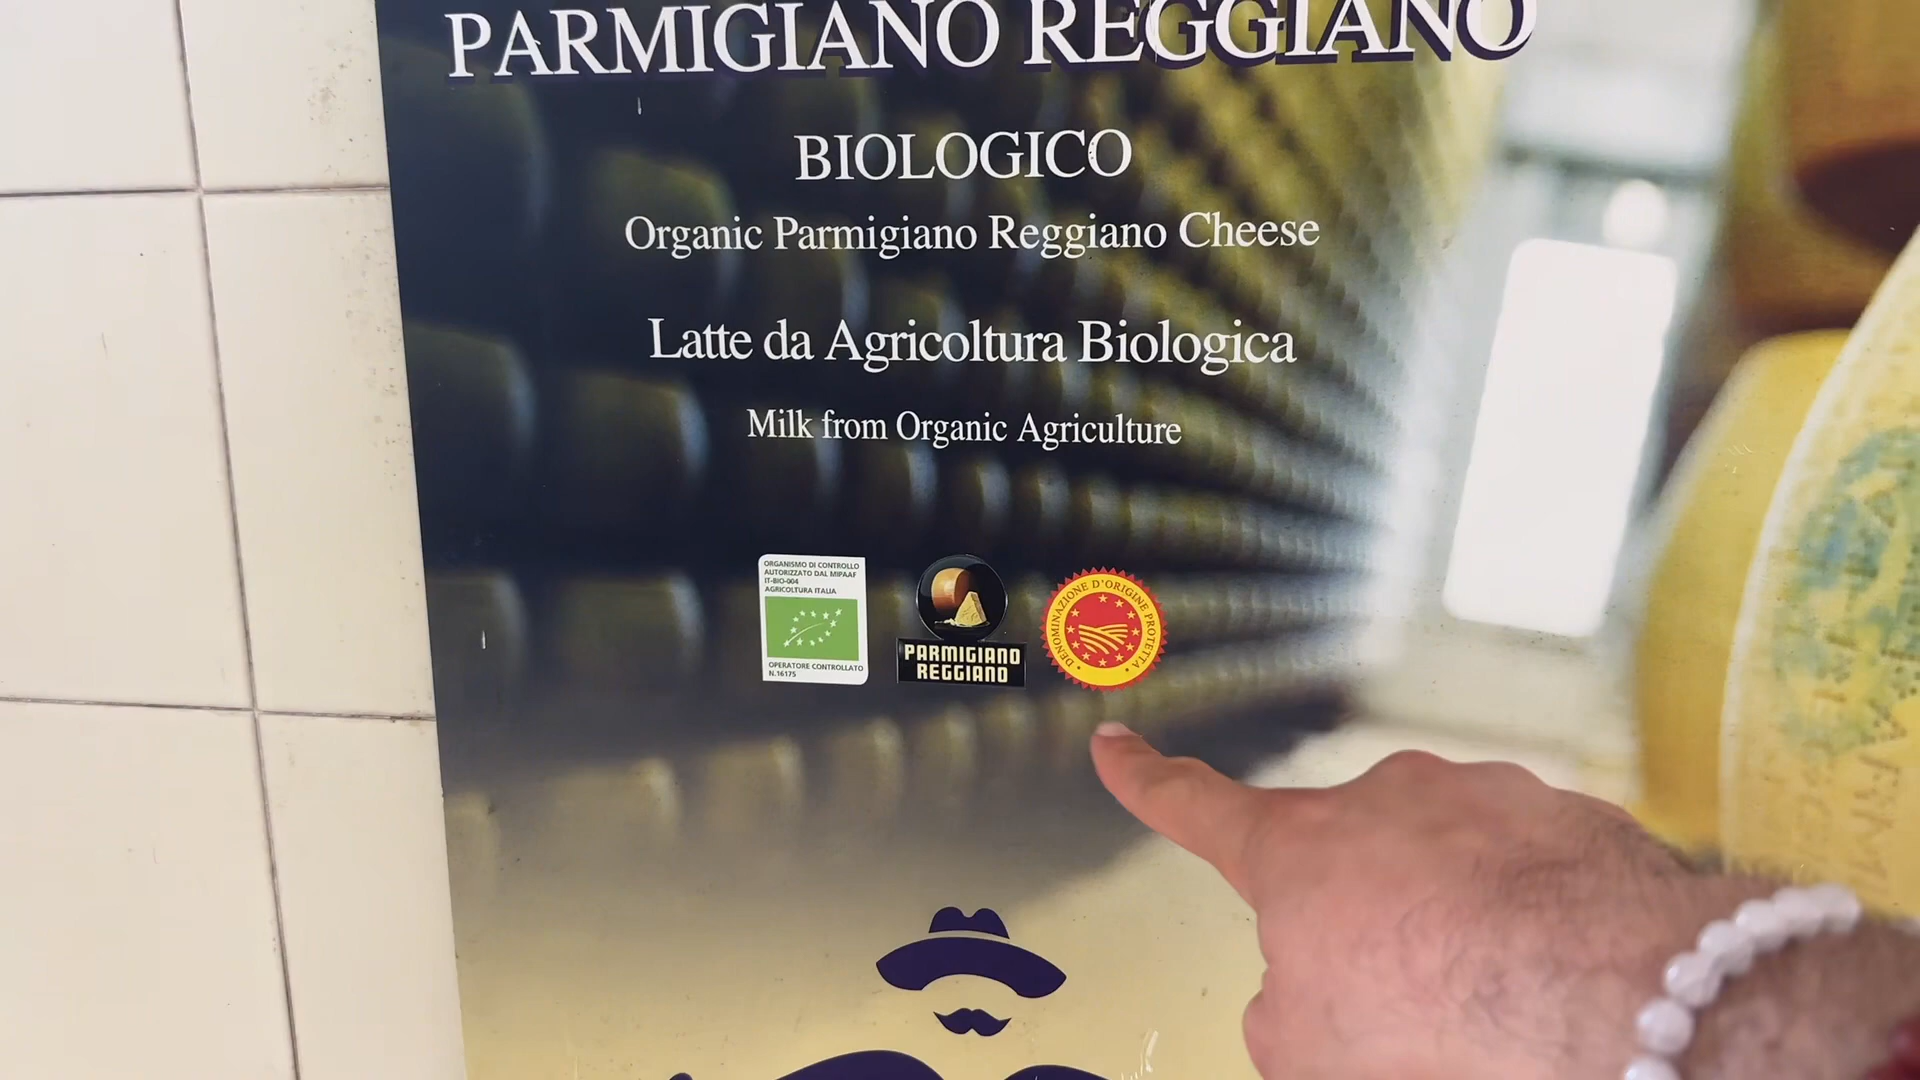 PARMIGIANO REGGIANO
BIOLOGICO
Organic Parmigiano Reggiano Cheese
Latte da Agricoltura Biologica
Milk from Organic Agriculture
ORGANISMO DI CONTROLLO
AUTORIZZATO DAL MIPAAF
IT-BIO-004
AGRICOLTURA ITALIA
OPERATORE CONTROLLATO
N.16175
PARMIGIANO
REGGIANO
DENOMINAZIONE D'ORIGINE PROTETTA